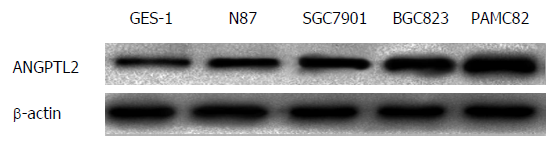 GES-1 N87 SGC7901 BGC823 PAMC82
ANGPTL2
β-actin